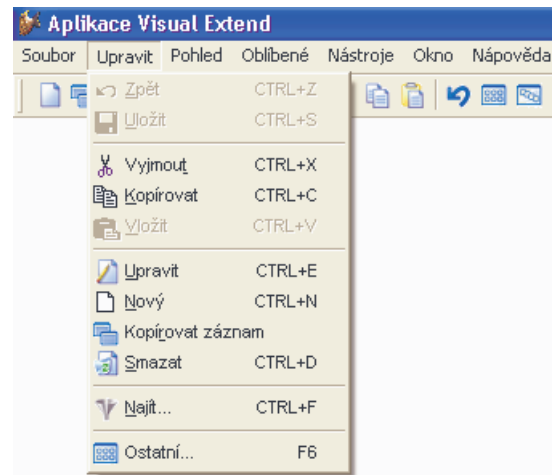 Aplikace Visual Extend
Soubor Upravit Pohled Oblíbené Nástroje Okno Nápověda
Zpět CTRL+Z
Uložit CTRL+S
Vyjmout CTRL+X
Kopírovat CTRL+C
Vložit CTRL+V
Upravit CTRL+E
Nový CTRL+N
Kopírovat záznam
Smazat CTRL+D
Najít... CTRL+F
Ostatní... F6